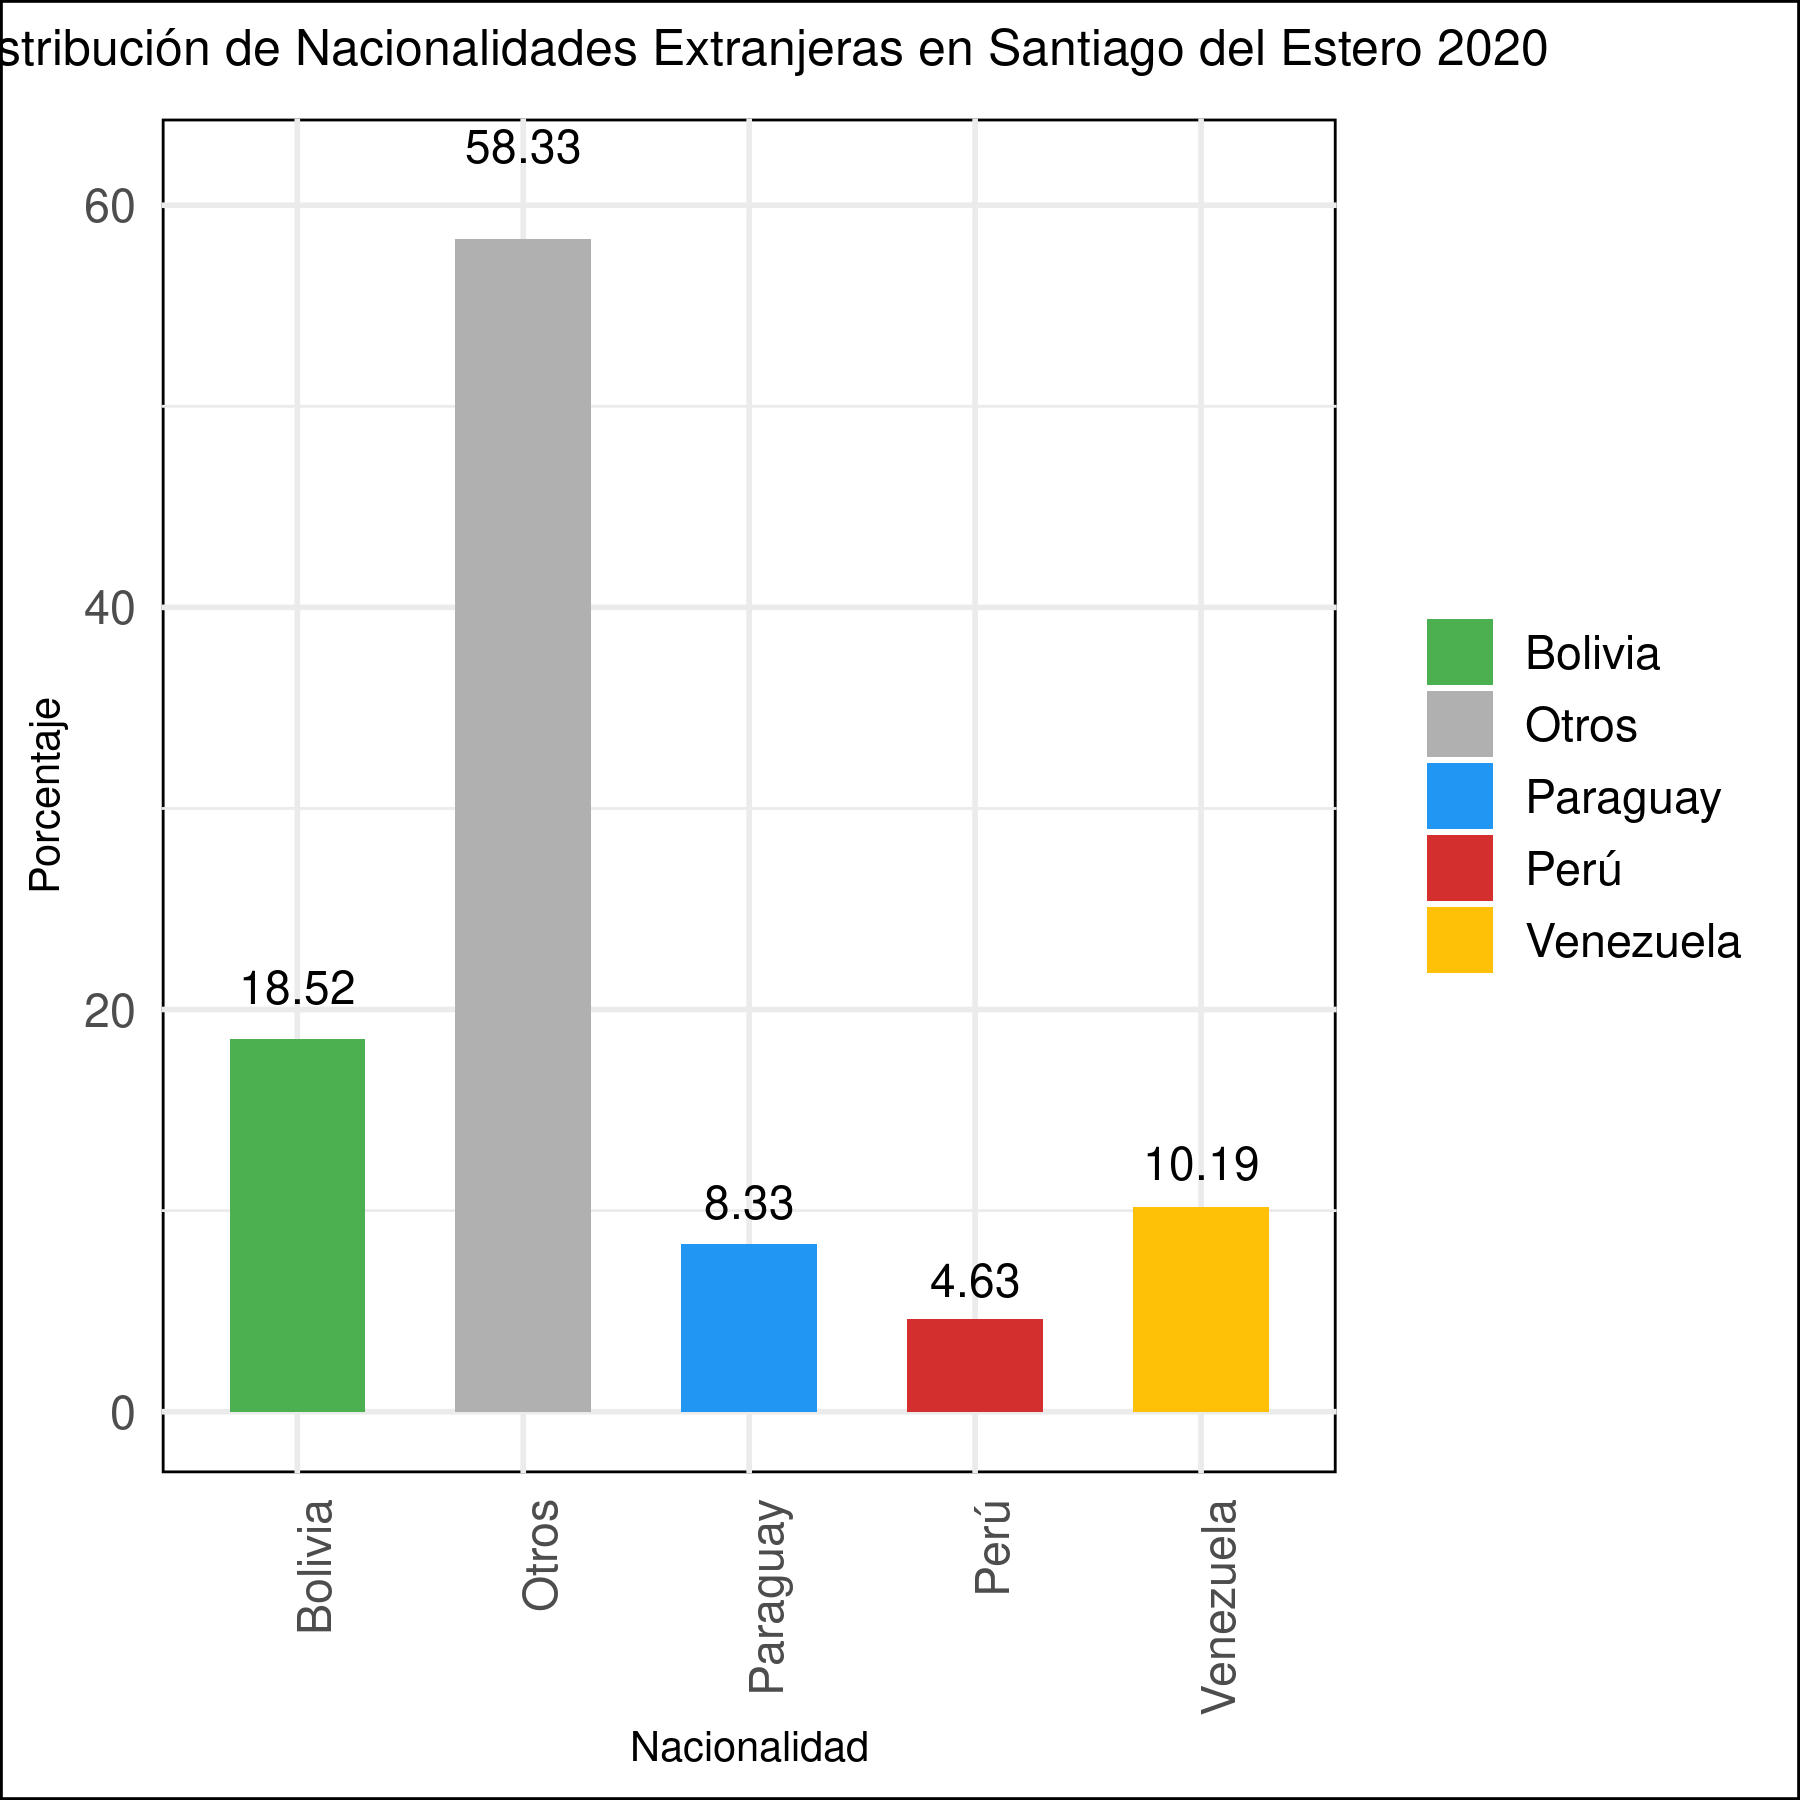 stribución de Nacionalidades Extranjeras en Santiago del Estero 2020
58.33
60
40
20
0
18.52
8.33
4.63
10.19
Porcentaje
Bolivia
Otros
Paraguay
Perú
Venezuela
Nacionalidad
Bolivia
Otros
Paraguay
Perú
Venezuela